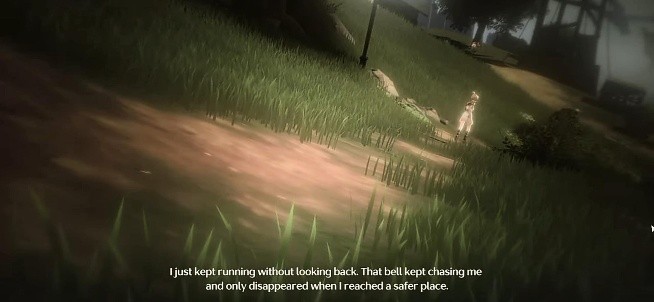 I just kept running without looking back. That bell kept chasing me
and only disappeared when I reached a safer place.